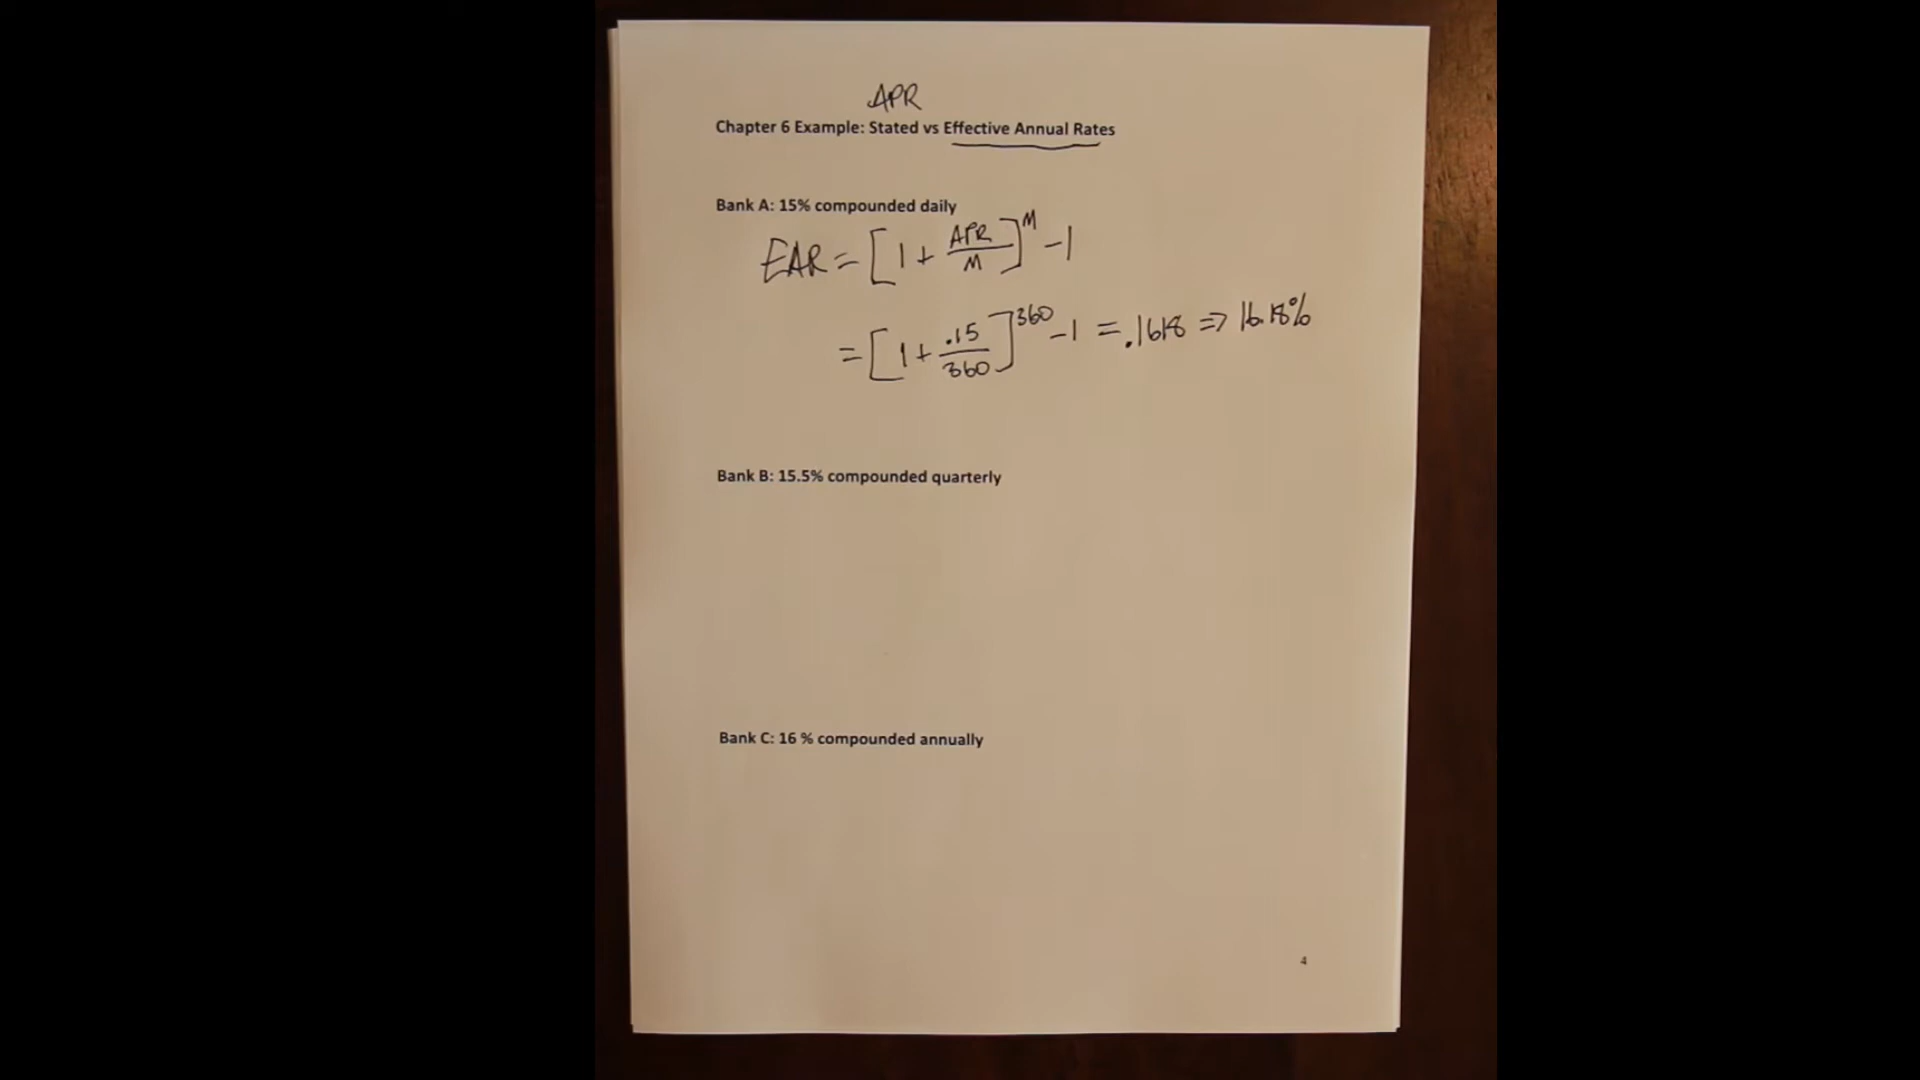 APR
Chapter 6 Example: Stated vs Effective Annual Rates
Bank A: 15% compounded daily
EAR = [1 + APR/M]^M - 1
= [1 + .15/360]^360 - 1 = .1618 => 16.18%
Bank B: 15.5% compounded quarterly
Bank C: 16 % compounded annually
4